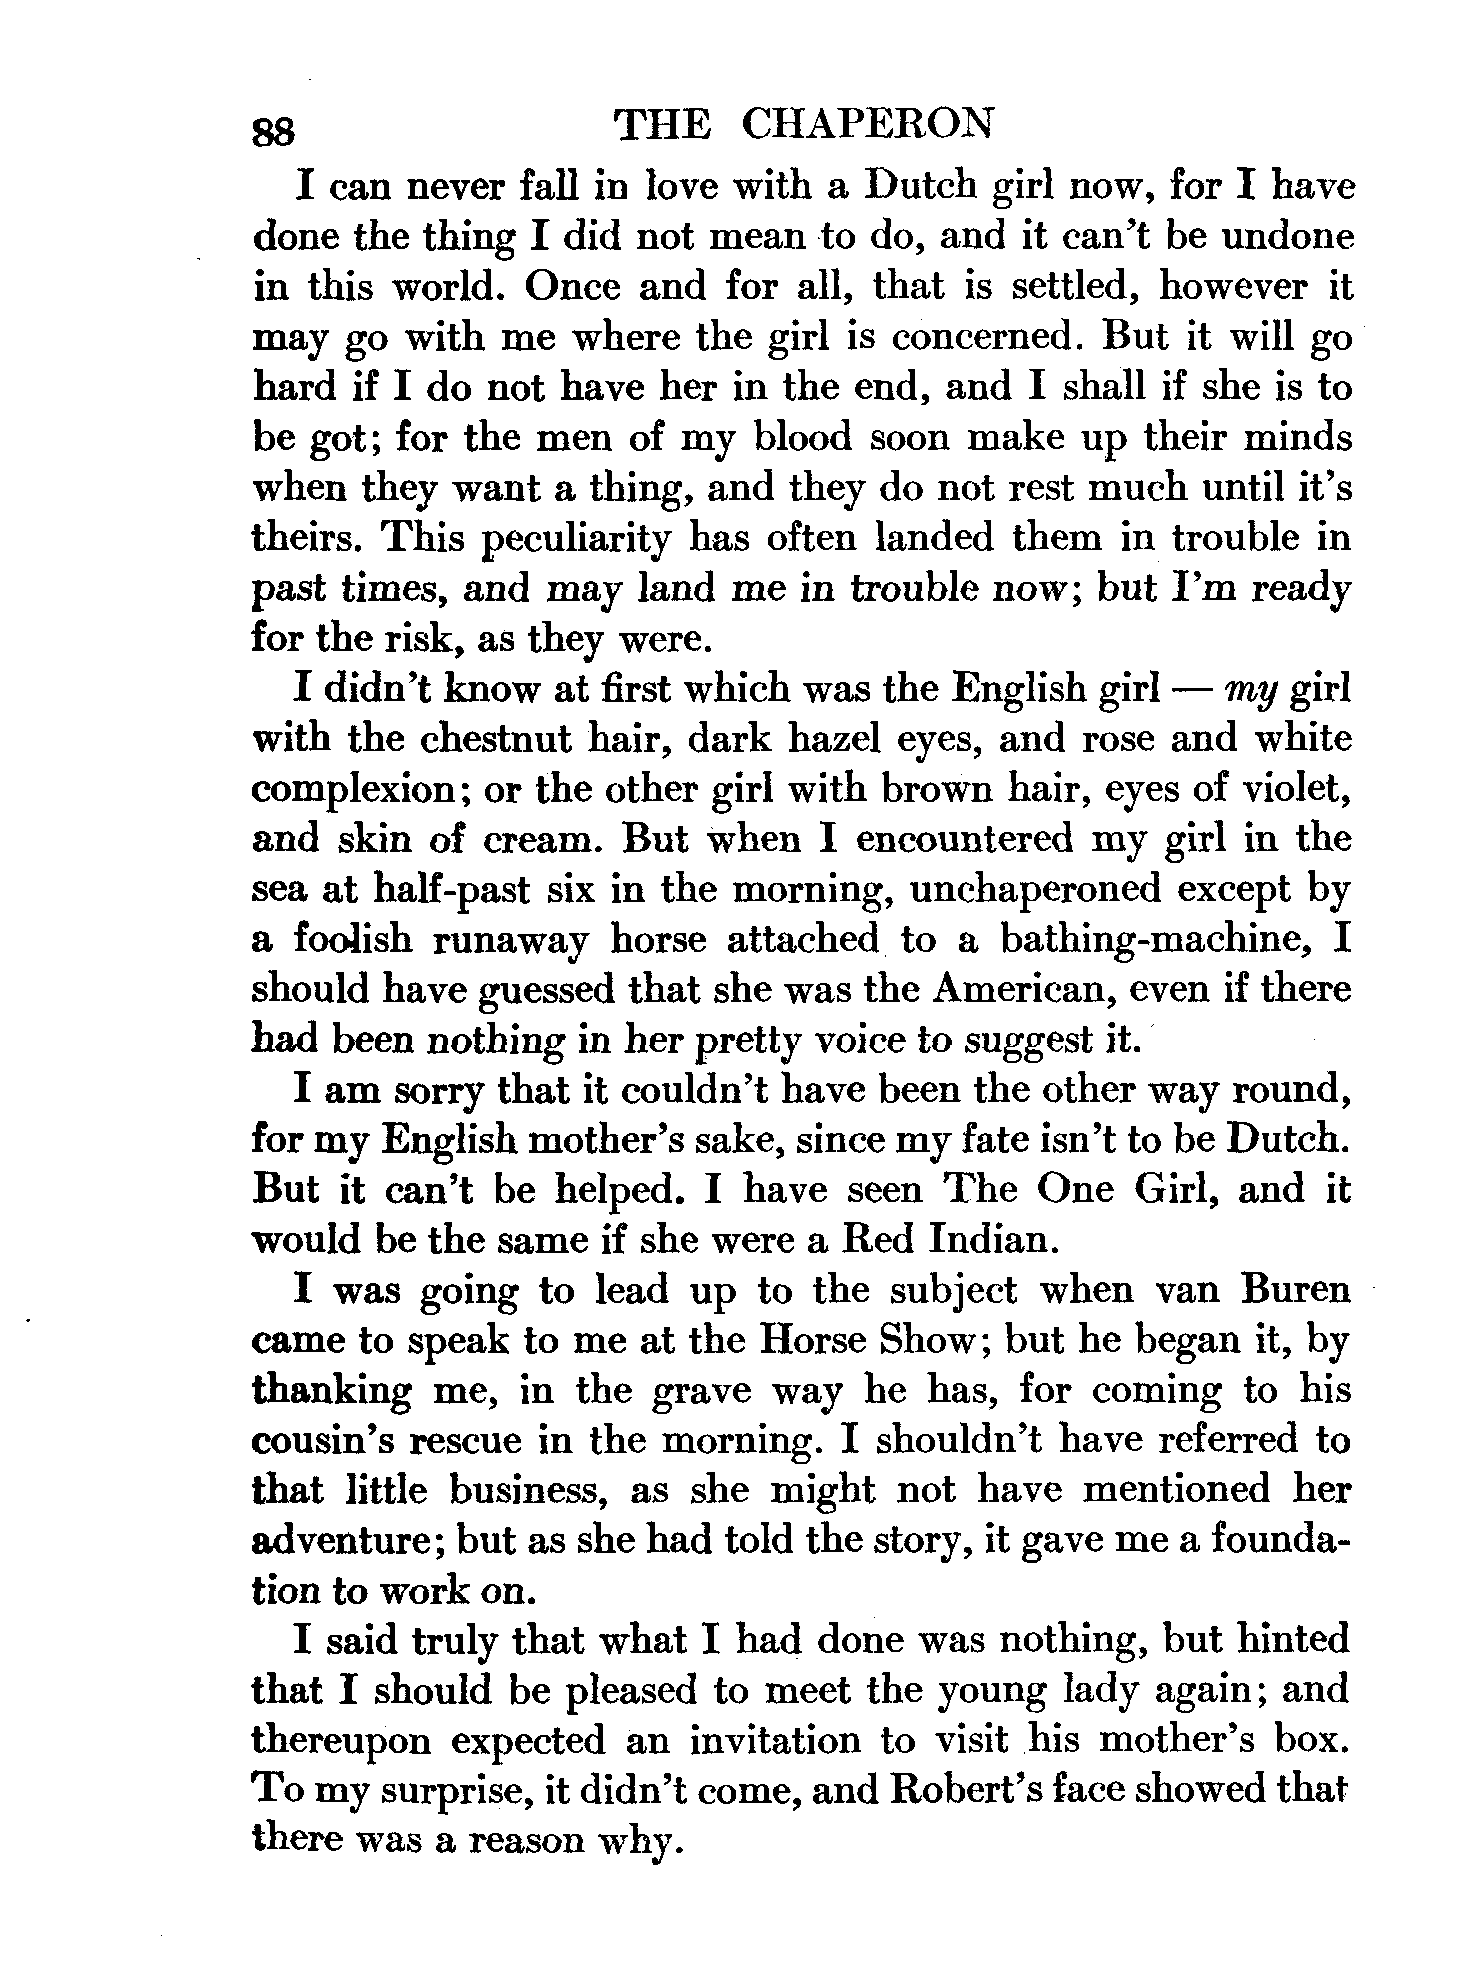 88 THE CHAPERON
I can never fall in love with a Dutch girl now, for I have
done the thing I did not mean to do, and it can't be undone
in this world. Once and for all, that is settled, however it
may go with me where the girl is concerned. But it will go
hard if I do not have her in the end, and I shall if she is to
be got; for the men of my blood soon make up their minds
when they want a thing, and they do not rest much until it's
theirs. This peculiarity has often landed them in trouble in
past times, and may land me in trouble now; but I'm ready
for the risk, as they were.
I didn't know at first which was the English girl — my girl
with the chestnut hair, dark hazel eyes, and rose and white
complexion; or the other girl with brown hair, eyes of violet,
and skin of cream. But when I encountered my girl in the
sea at half-past six in the morning, unchaperoned except by
a foolish runaway horse attached to a bathing-machine, I
should have guessed that she was the American, even if there
had been nothing in her pretty voice to suggest it.
I am sorry that it couldn't have been the other way round,
for my English mother's sake, since my fate isn't to be Dutch.
But it can't be helped. I have seen The One Girl, and it
would be the same if she were a Red Indian.
I was going to lead up to the subject when van Buren
came to speak to me at the Horse Show; but he began it, by
thanking me, in the grave way he has, for coming to his
cousin's rescue in the morning. I shouldn't have referred to
that little business, as she might not have mentioned her
adventure; but as she had told the story, it gave me a founda-
tion to work on.
I said truly that what I had done was nothing, but hinted
that I should be pleased to meet the young lady again; and
thereupon expected an invitation to visit his mother's box.
To my surprise, it didn't come, and Robert's face showed that
there was a reason why.